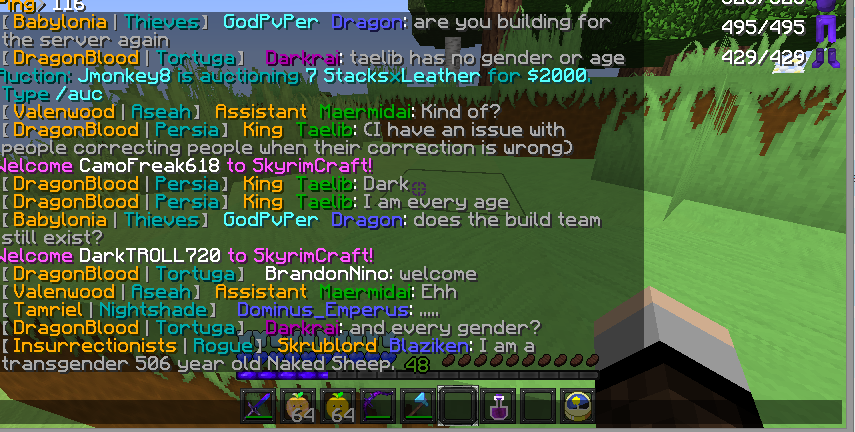 Ping, 116
[Babylonia|Thieves] GodPvPer Dragon: are you building for
the server again
[DragonBlood|Tortuga] Darkrai: taelib has no gender or age
Auction: Jmonkey8 is auctioning 7 StacksxLeather for $2000.
Type /auc
[Valenwood|Aseah] Assistant Maermidai: Kind of?
[DragonBlood|Persia] King Taelib: (I have an issue with
people correcting people when their correction is wrong)
Welcome CamoFreak618 to SkyrimCraft!
[DragonBlood|Persia] King Taelib: Dark
[DragonBlood|Persia] King Taelib: I am every age
[Babylonia|Thieves] GodPvPer Dragon: does the build team
still exist?
Welcome DarkTROLL720 to SkyrimCraft!
[DragonBlood|Tortuga] BrandonNino: welcome
[Valenwood|Aseah] Assistant Maermidai: Ehh
[Tamriel|Nightshade] Dominus_Emperus: ,,,,,
[DragonBlood|Tortuga] Darkrai: and every gender?
[Insurrectionists|Rogue] Skrublord Blaziken: I am a
transgender 506 year old Naked Sheep.
48
495/495
429/429
64
64